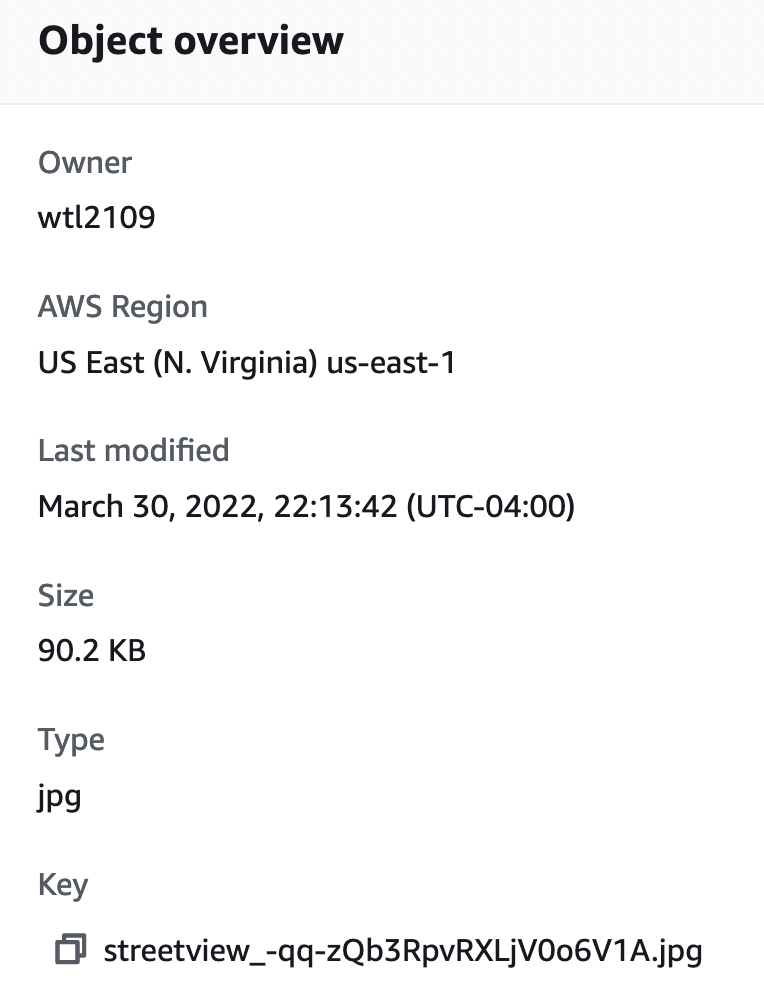 Object overview
Owner
wtl2109
AWS Region
US East (N. Virginia) us-east-1
Last modified
March 30, 2022, 22:13:42 (UTC-04:00)
Size
90.2 KB
Type
jpg
Key
streetview_-qq-zQb3RpvRXLjV0o6V1A.jpg